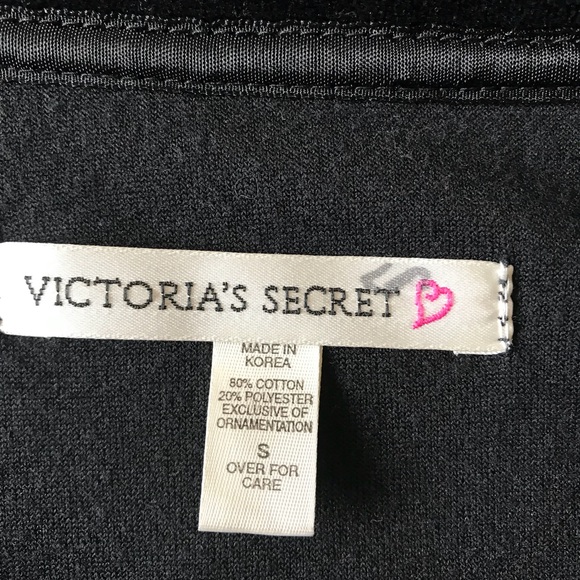 VICTORIA'S SECRET
MADE IN
KOREA
80% COTTON
20% POLYESTER
EXCLUSIVE OF
ORNAMENTATION
S
OVER FOR
CARE